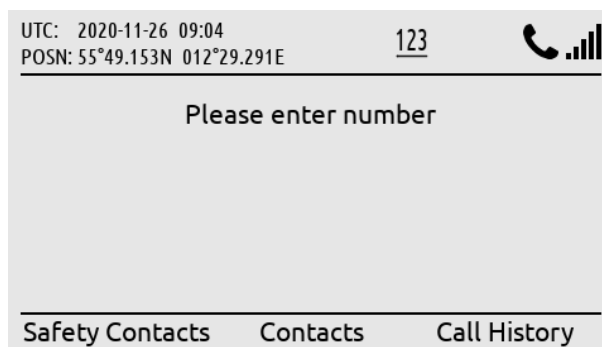 UTC: 2020-11-26 09:04
POSN: 55°49.153N 012°29.291E
123
Please enter number
Safety Contacts Contacts Call History